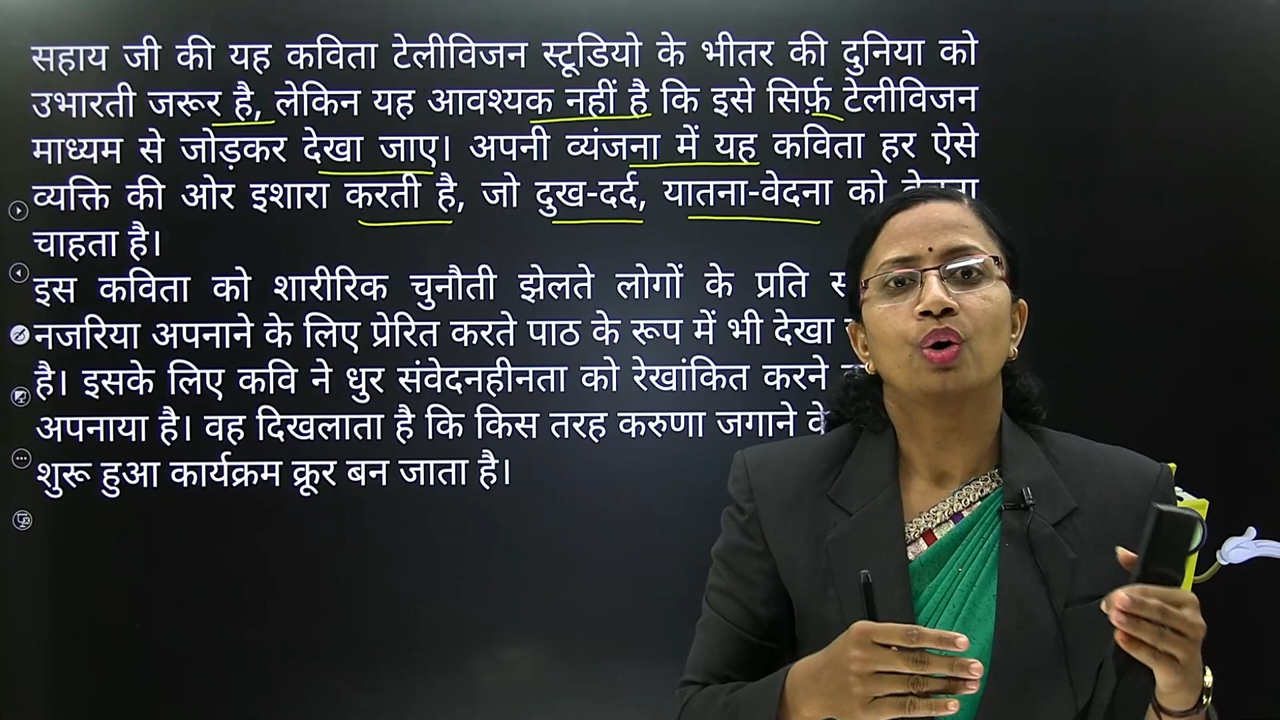 सहाय जी की यह कविता टेलीविजन स्टूडियो के भीतर की दुनिया को
उभारती जरूर है, लेकिन यह आवश्यक नहीं है कि इसे सिर्फ़ टेलीविजन
माध्यम से जोड़कर देखा जाए। अपनी व्यंजना में यह कविता हर ऐसे
व्यक्ति की ओर इशारा करती है, जो दुख-दर्द, यातना-वेदना को
चाहता है।
इस कविता को शारीरिक चुनौती झेलते लोगों के प्रति
नजरिया अपनाने के लिए प्रेरित करते पाठ के रूप में भी देखा
है। इसके लिए कवि ने धुर संवेदनहीनता को रेखांकित करने
अपनाया है। वह दिखलाता है कि किस तरह करुणा जगाने
शुरू हुआ कार्यक्रम क्रूर बन जाता है।